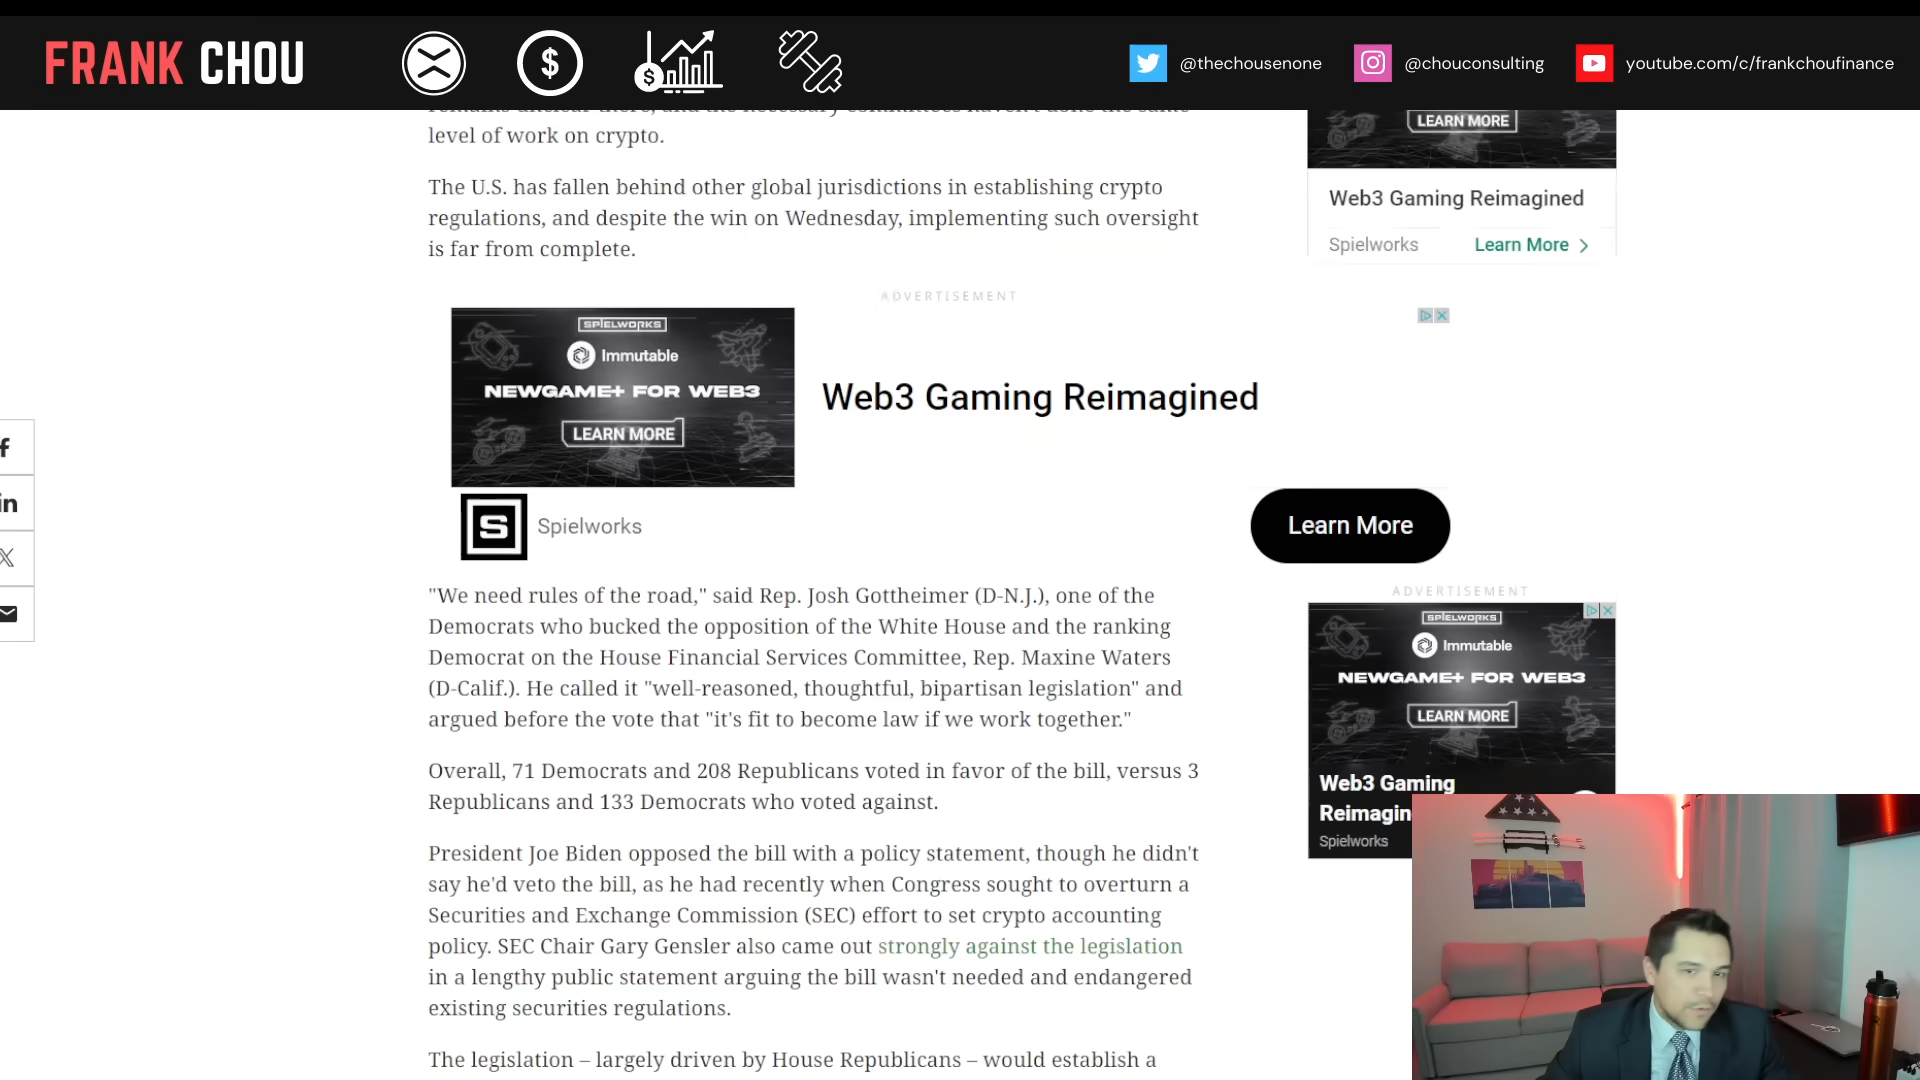 FRANK CHOU
@thechousenone
@chouconsulting
youtube.com/c/frankchoufinance
level of work on crypto.
The U.S. has fallen behind other global jurisdictions in establishing crypto
regulations, and despite the win on Wednesday, implementing such oversight
is far from complete.
LEARN MORE
Web3 Gaming Reimagined
Spielworks
Learn More
ADVERTISEMENT
SPIELWORKS
Immutable
NEWGAME+ FOR WEB3
LEARN MORE
Web3 Gaming Reimagined
S
Spielworks
Learn More
f
in
X
"We need rules of the road," said Rep. Josh Gottheimer (D-N.J.), one of the
Democrats who bucked the opposition of the White House and the ranking
Democrat on the House Financial Services Committee, Rep. Maxine Waters
(D-Calif.). He called it "well-reasoned, thoughtful, bipartisan legislation" and
argued before the vote that "it's fit to become law if we work together."
Overall, 71 Democrats and 208 Republicans voted in favor of the bill, versus 3
Republicans and 133 Democrats who voted against.
President Joe Biden opposed the bill with a policy statement, though he didn't
say he'd veto the bill, as he had recently when Congress sought to overturn a
Securities and Exchange Commission (SEC) effort to set crypto accounting
policy. SEC Chair Gary Gensler also came out strongly against the legislation
in a lengthy public statement arguing the bill wasn't needed and endangered
existing securities regulations.
The legislation – largely driven by House Republicans – would establish a
ADVERTISEMENT
SPIELWORKS
Immutable
NEWGAME+ FOR WEB3
LEARN MORE
Web3 Gaming
Reimagin
Spielworks